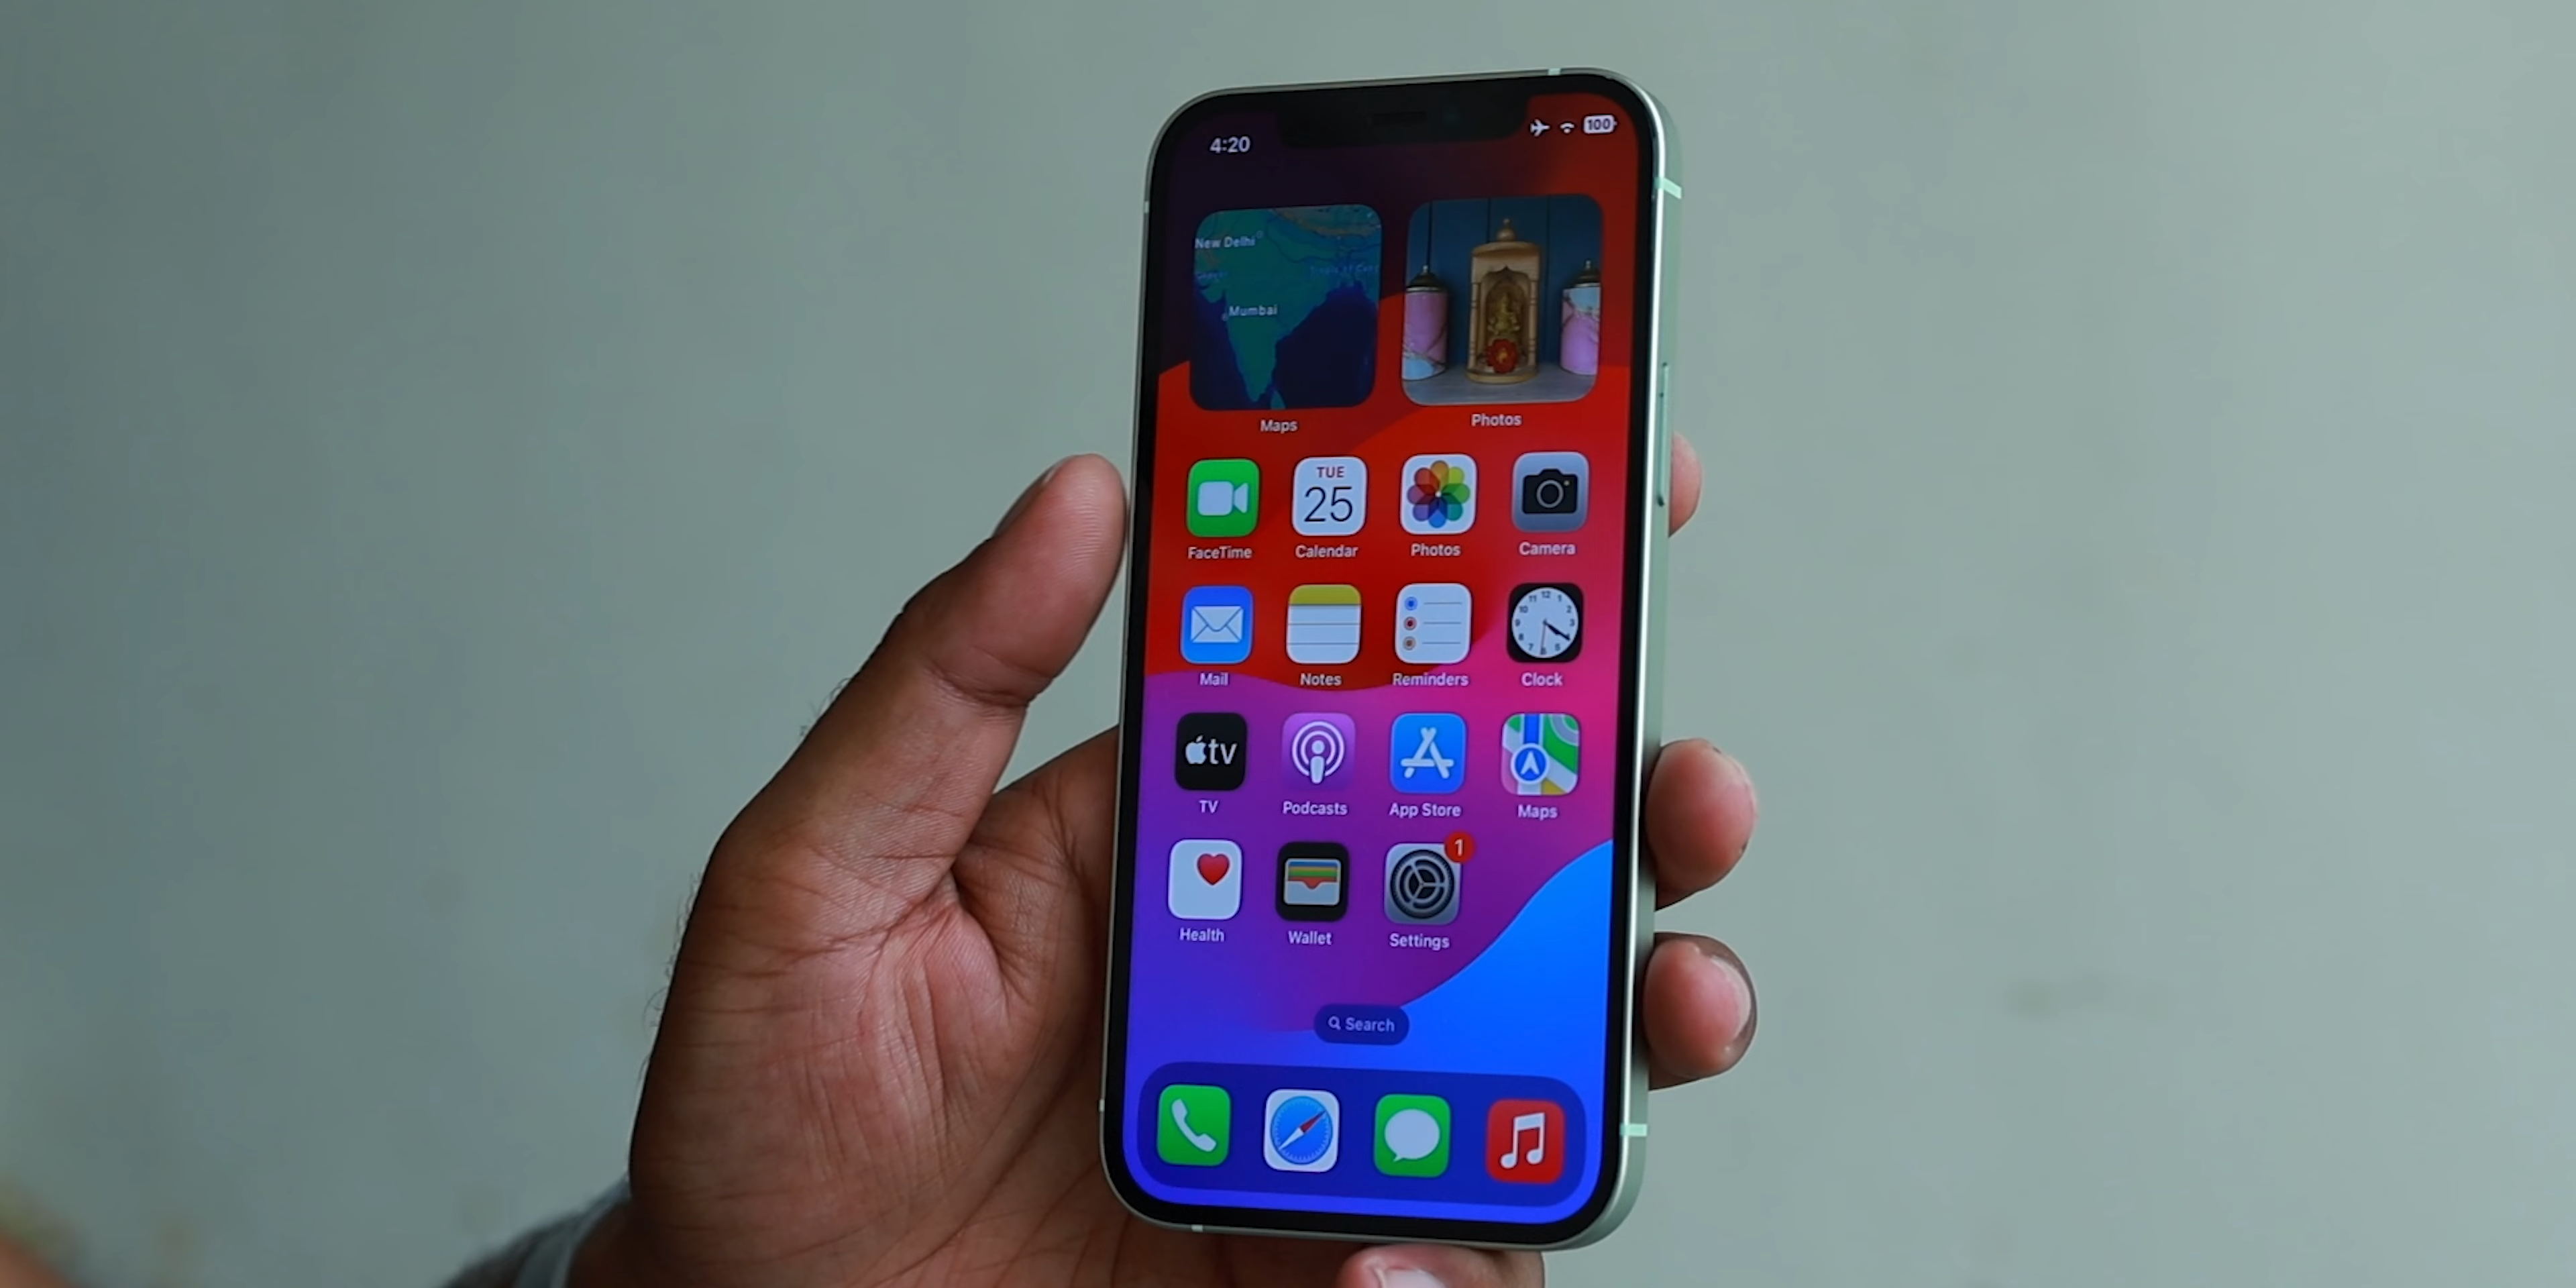 4:20
100
New Delhi
Mumbai
Maps
Photos
TUE
25
FaceTime
Calendar
Photos
Camera
Mail
Notes
Reminders
Clock
tv
TV
Podcasts
App Store
Maps
1
Health
Wallet
Settings
Search